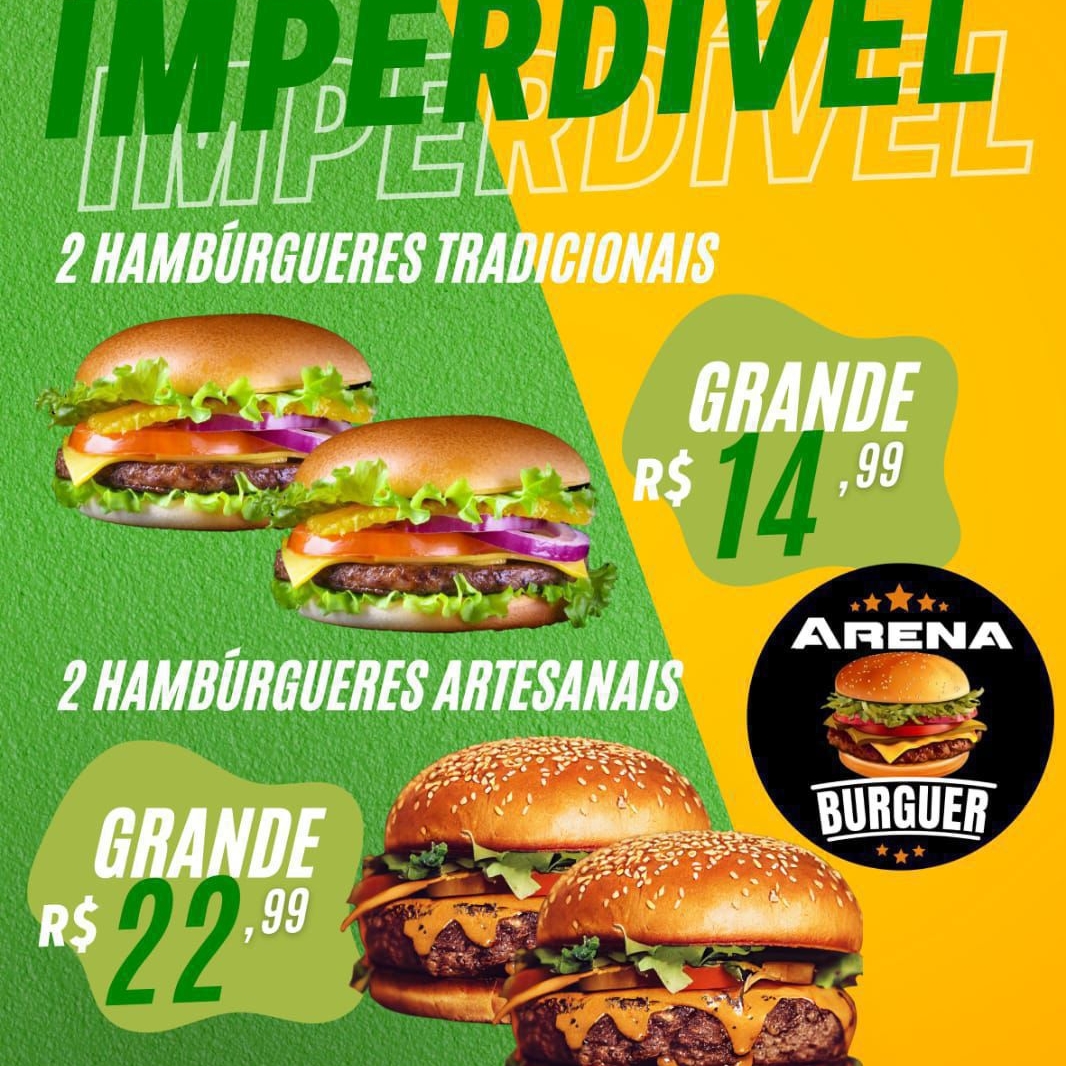 IMPERDÍVEL
IMPERDÍVEL
2 HAMBÚRGUERES TRADICIONAIS
GRANDE
R$ 14,99
ARENA
BURGUER
2 HAMBÚRGUERES ARTESANAIS
GRANDE
R$ 22,99